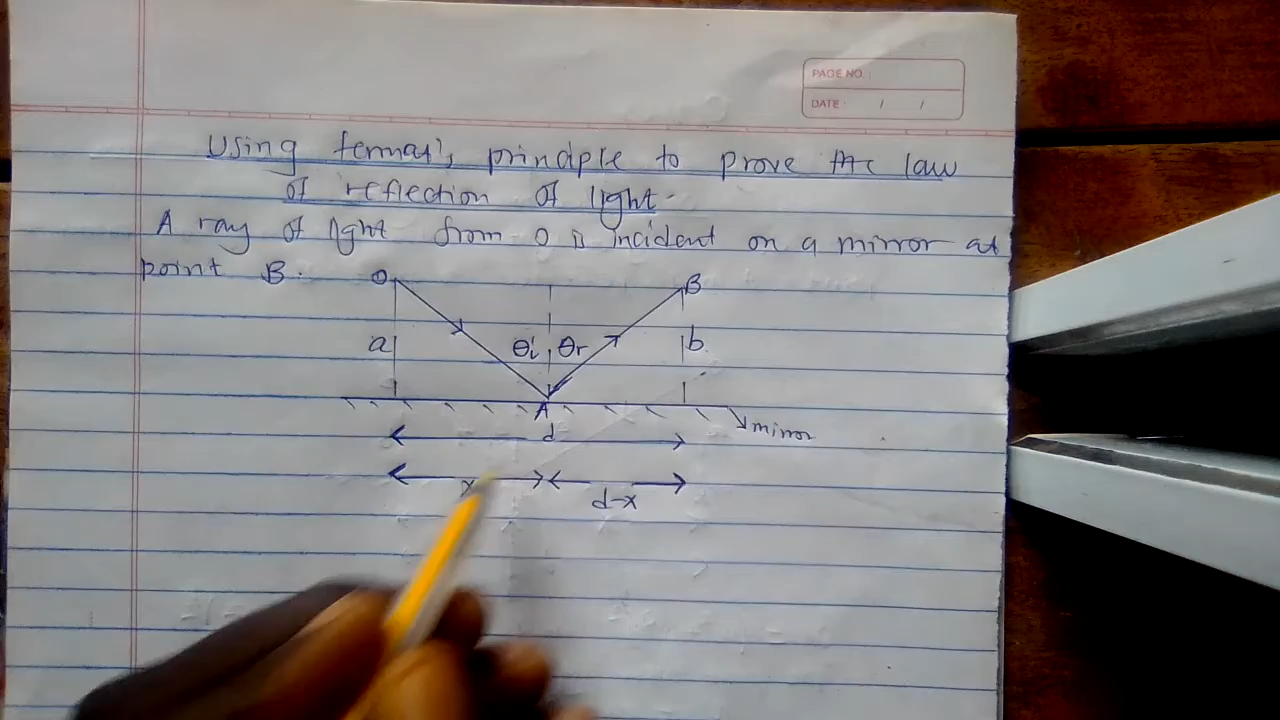 PAGE NO. :
DATE : / /
Using fermat's principle to prove the law
of reflection of light.
A ray of light from O is incident on a mirror at
point B.
O B
a θi θr b
A
mirror
d
x d-x